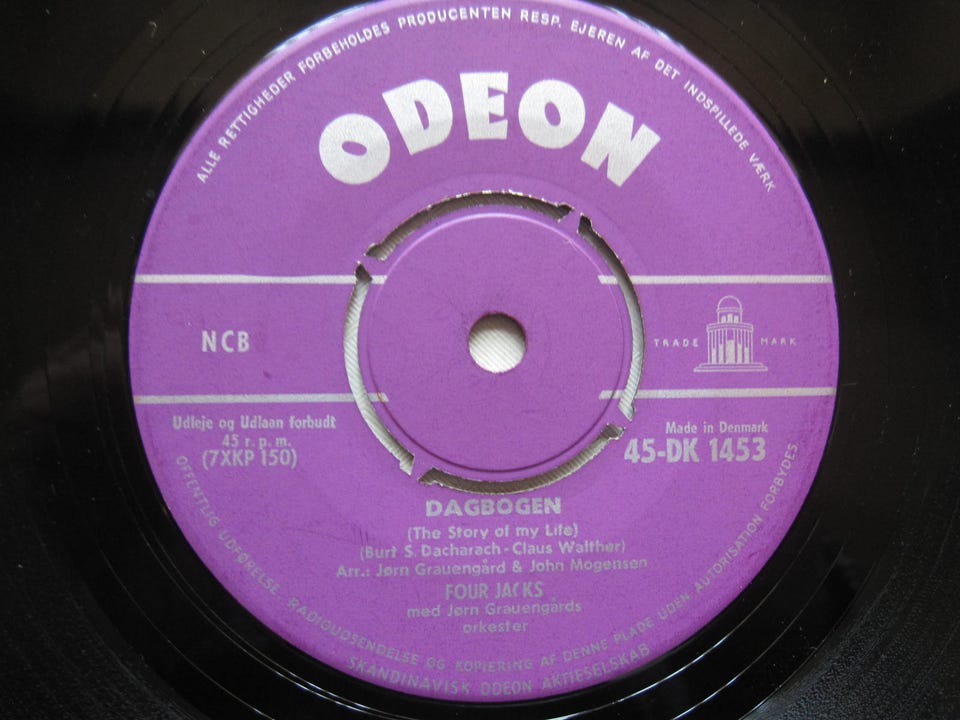 ALLE RETTIGHEDER FORBEHOLDES PRODUCENTEN RESP. EJEREN AF DET INDSPILLEDE VÆRK
ODEON
NCB
TRADE MARK
Udleje og Udlaan forbudt
45 r. p. m.
(7XKP 150)
Made in Denmark
45-DK 1453
DAGBOGEN
(The Story of my Life)
(Burt S. Dacharach - Claus Walther)
Arr.: Jørn Grauengård & John Mogensen
FOUR JACKS
med Jørn Grauengårds
orkester
OFFENTLIG UDFØRELSE, RADIOUDSENDELSE OG KOPIERING AF DENNE PLADE UDEN AUTORISATION FORBYDES
SKANDINAVISK ODEON AKTIESELSKAB